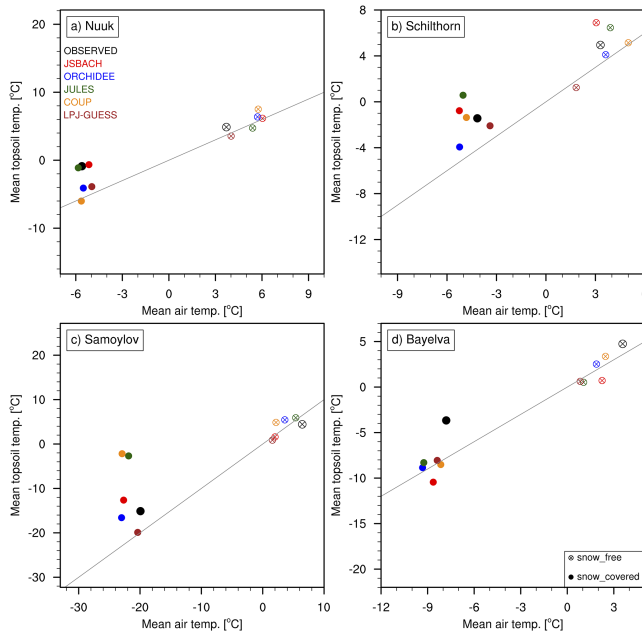 a) Nuuk
OBSERVED
JSBACH
ORCHIDEE
JULES
COUP
LPJ-GUESS
20
10
0
-10
Mean topsoil temp. [°C]
-6 -3 0 3 6 9
Mean air temp. [°C]
b) Schilthorn
8
4
0
-4
-8
-12
Mean topsoil temp. [°C]
-9 -6 -3 0 3
Mean air temp. [°C]
c) Samoylov
20
10
0
-10
-20
-30
Mean topsoil temp. [°C]
-30 -20 -10 0 10
Mean air temp. [°C]
d) Bayelva
5
0
-5
-10
-15
-20
Mean topsoil temp. [°C]
snow_free
snow_covered
-12 -9 -6 -3 0 3
Mean air temp. [°C]